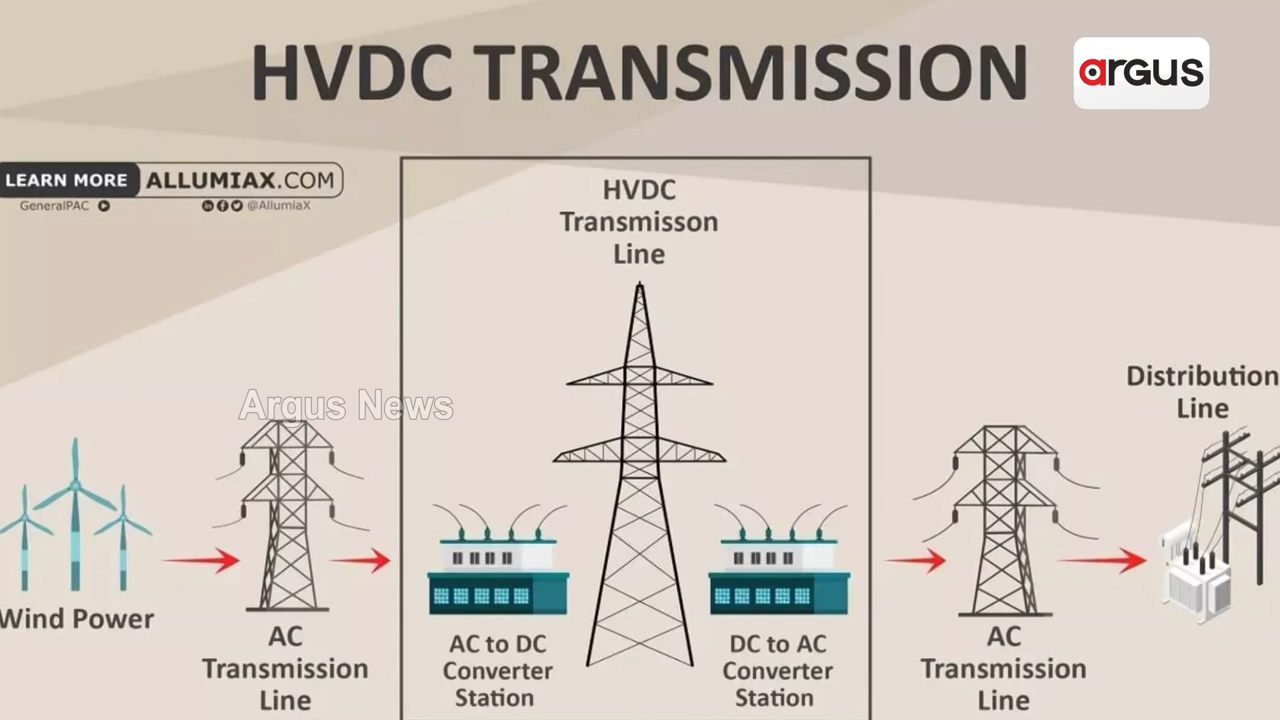 HVDC TRANSMISSION
argus
LEARN MORE ALLUMIAX.COM
GeneralPAC @AllumiaX
HVDC
Transmisson
Line
Argus News
Distribution
Line
Wind Power
AC
Transmission
Line
AC to DC
Converter
Station
DC to AC
Converter
Station
AC
Transmission
Line